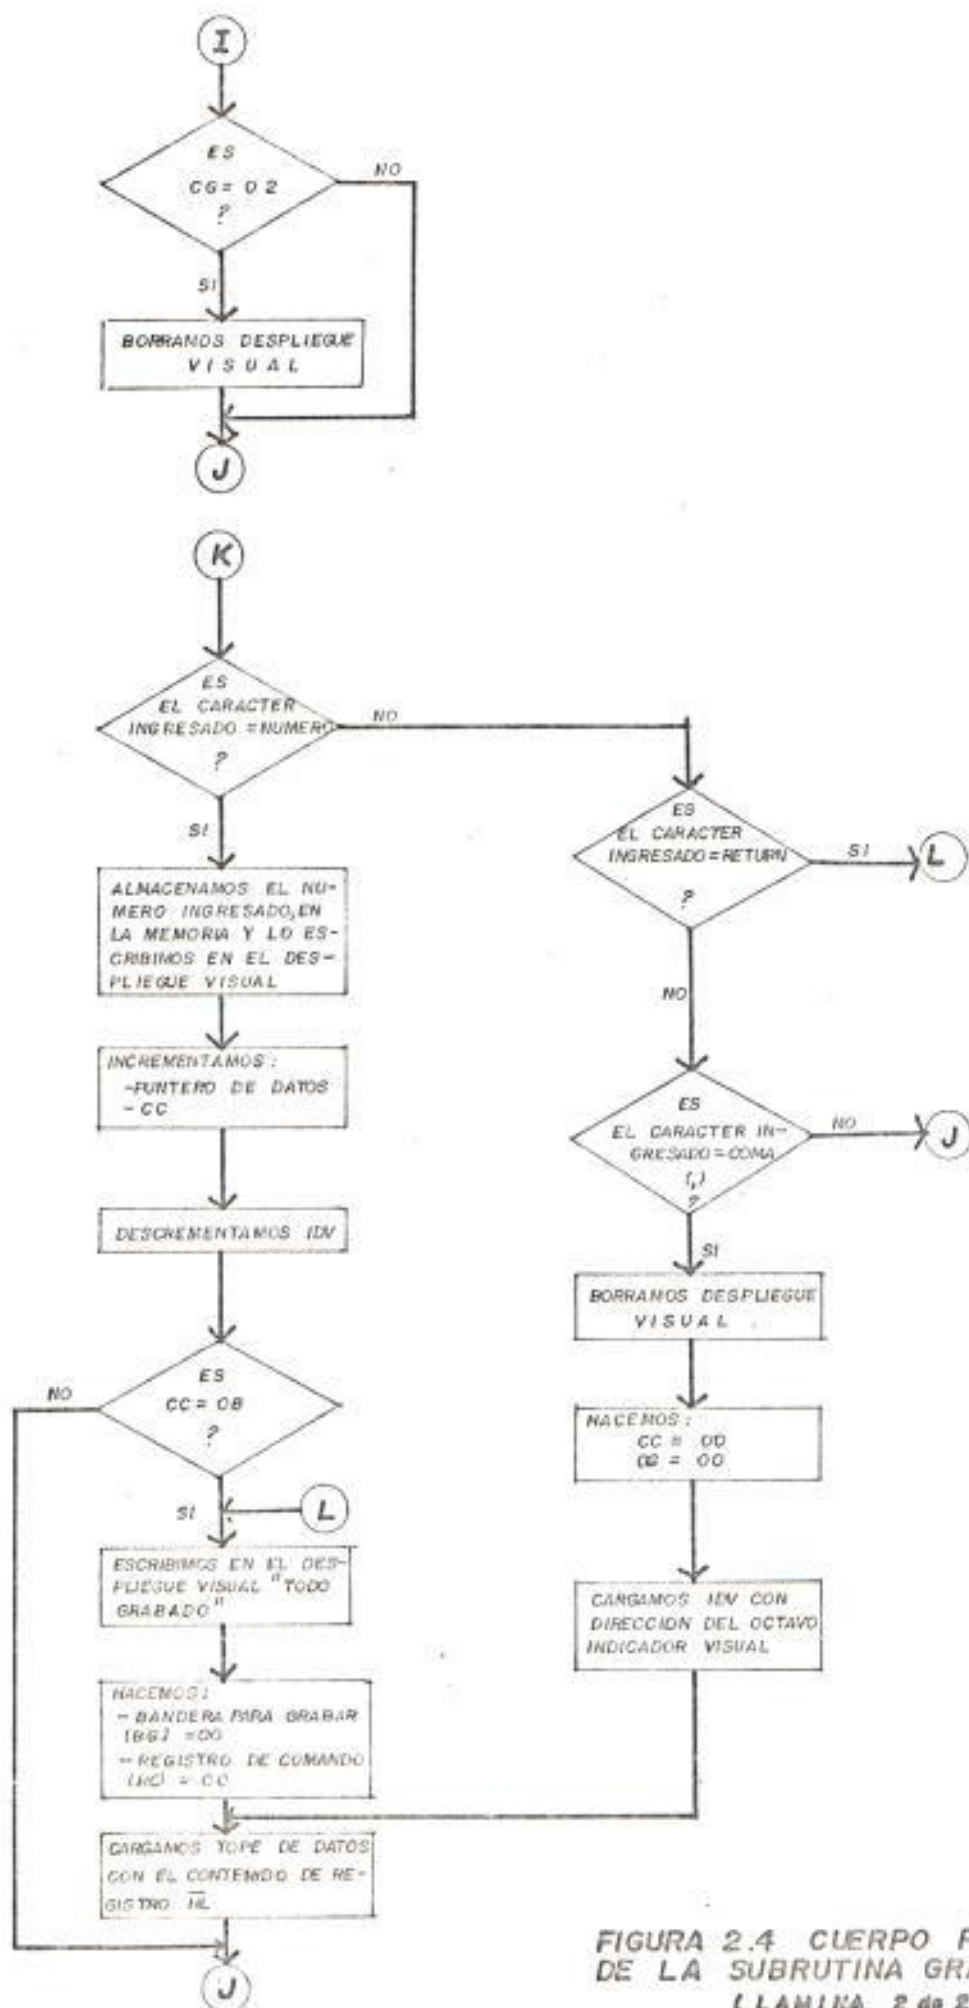 I
ES
CG = 02
?
NO
SI
BORRAMOS DESPLIEGUE
VISUAL
J
K
ES
EL CARACTER
INGRESADO = NUMERO
?
NO
SI
ES
EL CARACTER
INGRESADO = RETURN
?
SI
L
NO
ALMACENAMOS EL NU-
MERO INGRESADO, EN
LA MEMORIA Y LO ES-
CRIBIMOS EN EL DES-
PLIEGUE VISUAL
INCREMENTAMOS:
-PUNTERO DE DATOS
- CC
DESCREMENTAMOS IDV
ES
EL CARACTER IN-
GRESADO = COMA
(,)
?
NO
J
SI
BORRAMOS DESPLIEGUE
VISUAL
HACEMOS:
CC = 00
CG = 00
CARGAMOS IDV CON
DIRECCION DEL OCTAVO
INDICADOR VISUAL
ES
CC = 08
?
NO
SI
L
ESCRIBIMOS EN EL DES-
PLIEGUE VISUAL "TODO
GRABADO"
HACEMOS:
- BANDERA PARA GRABAR
(BG) = 00
- REGISTRO DE COMANDO
(RC) = 00
CARGAMOS TOPE DE DATOS
CON EL CONTENIDO DE RE-
GISTRO HL
J
FIGURA 2.4 CUERPO
DE LA SUBRUTINA
(LAMINA 2 de 2